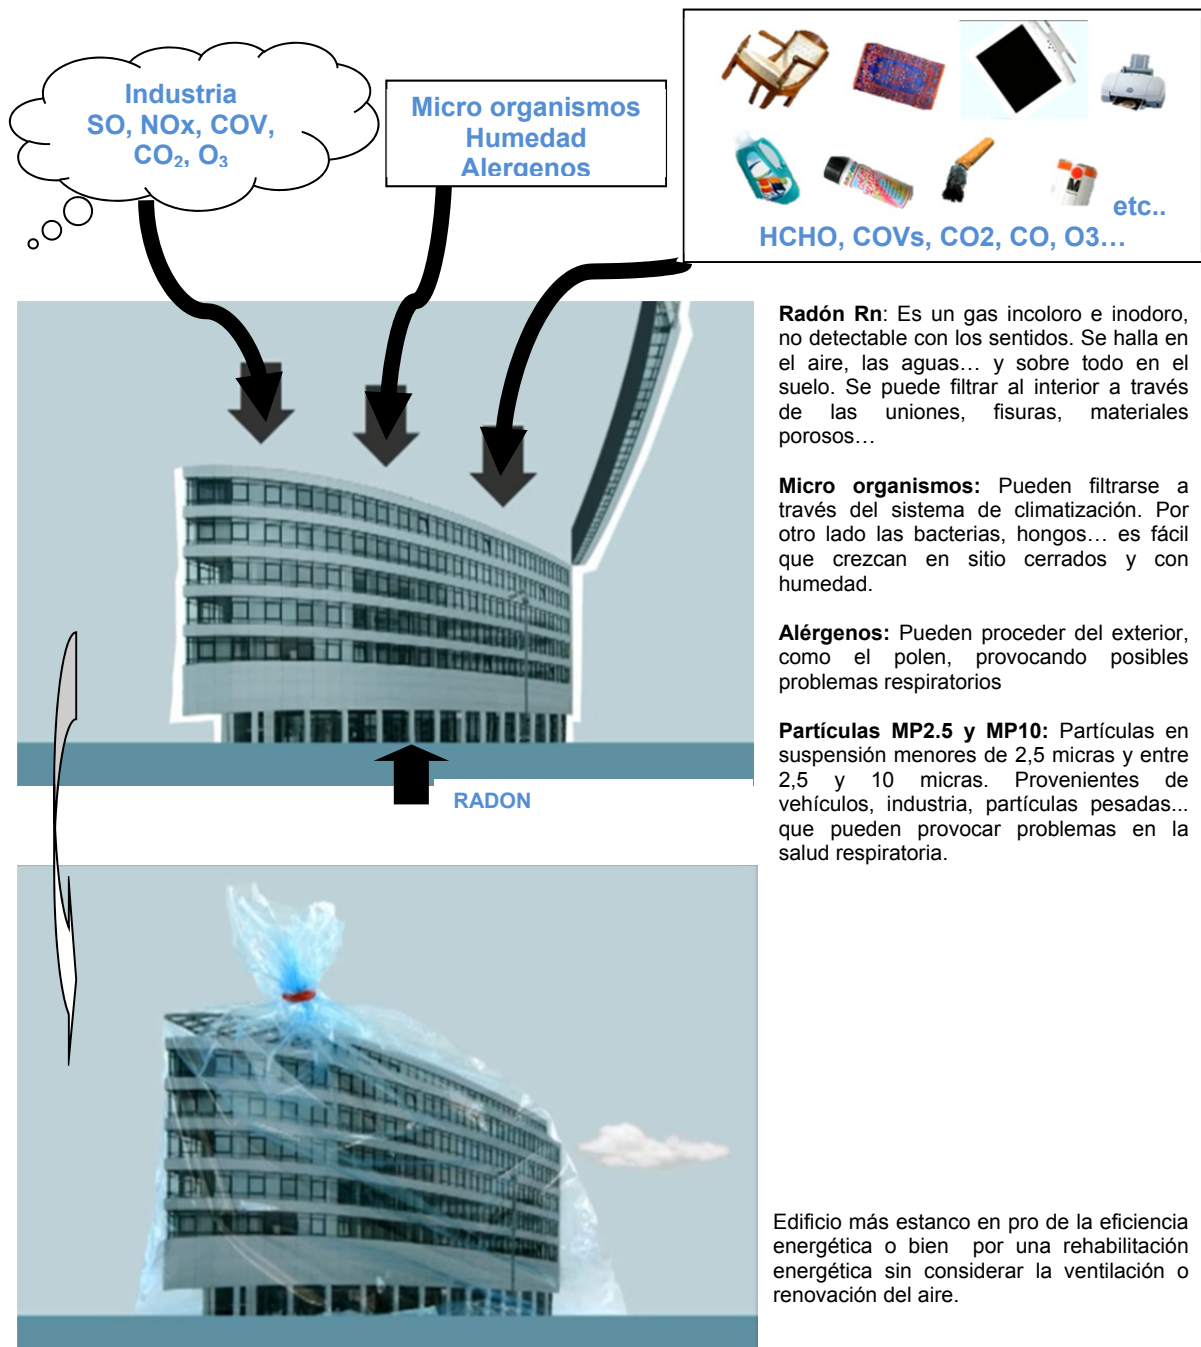 Industria
SO, NOx, COV,
CO₂, O₃
Micro organismos
Humedad
Alergenos
etc..
HCHO, COVs, CO2, CO, O3…
Radón Rn: Es un gas incoloro e inodoro,
no detectable con los sentidos. Se halla en
el aire, las aguas… y sobre todo en el
suelo. Se puede filtrar al interior a través
de las uniones, fisuras, materiales
porosos…
Micro organismos: Pueden filtrarse a
través del sistema de climatización. Por
otro lado las bacterias, hongos… es fácil
que crezcan en sitio cerrados y con
humedad.
Alérgenos: Pueden proceder del exterior,
como el polen, provocando posibles
problemas respiratorios
Partículas MP2.5 y MP10: Partículas en
suspensión menores de 2,5 micras y entre
2,5 y 10 micras. Provenientes de
vehículos, industria, partículas pesadas...
que pueden provocar problemas en la
salud respiratoria.
RADON
Edificio más estanco en pro de la eficiencia
energética o bien por una rehabilitación
energética sin considerar la ventilación o
renovación del aire.